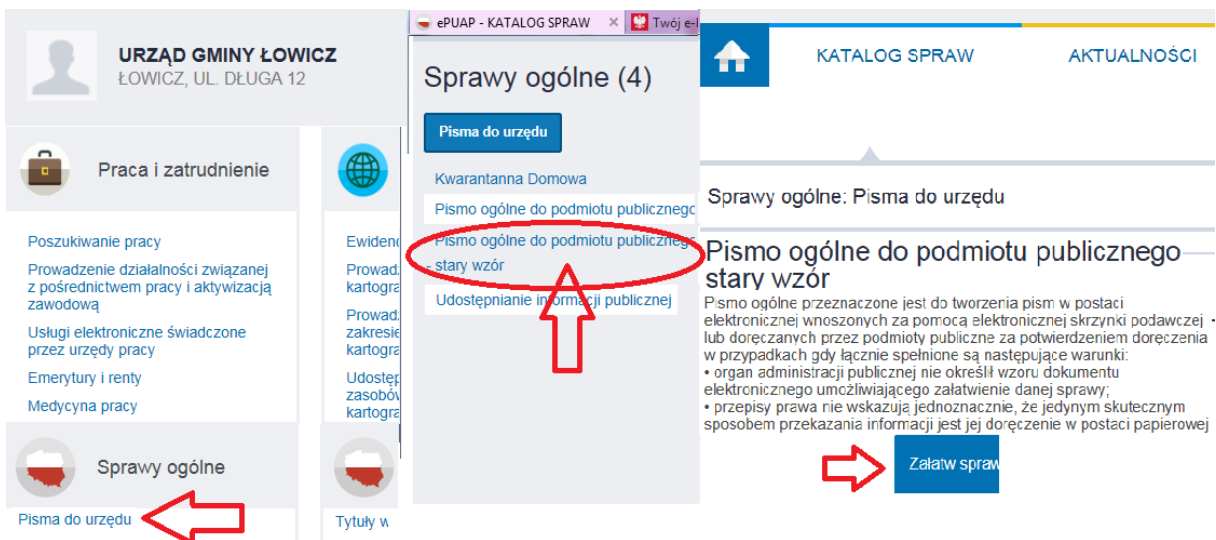 URZĄD GMINY ŁOWICZ
ŁOWICZ, UL. DŁUGA 12
Praca i zatrudnienie
Poszukiwanie pracy
Prowadzenie działalności związanej
z pośrednictwem pracy i aktywizacją
zawodową
Usługi elektroniczne świadczone
przez urzędy pracy
Emerytury i renty
Medycyna pracy
Ewiden
Prowad
kartogra
Prowad
zakresie
kartogra
Udostęp
zasobów
kartogra
Sprawy ogólne
Pisma do urzędu
Tytuły w
ePUAP - KATALOG SPRAW
Twój e-
Sprawy ogólne (4)
Pisma do urzędu
Kwarantanna Domowa
Pismo ogólne do podmiotu publicznego
Pismo ogólne do podmiotu publicznego
- stary wzór
Udostępnianie informacji publicznej
KATALOG SPRAW
AKTUALNOŚCI
Sprawy ogólne: Pisma do urzędu
Pismo ogólne do podmiotu publicznego
stary wzór
Pismo ogólne przeznaczone jest do tworzenia pism w postaci
elektronicznej wnoszonych za pomocą elektronicznej skrzynki podawczej
lub doręczanych przez podmioty publiczne za potwierdzeniem doręczenia
w przypadkach gdy łącznie spełnione są następujące warunki:
• organ administracji publicznej nie określił wzoru dokumentu
elektronicznego umożliwiającego załatwienie danej sprawy;
• przepisy prawa nie wskazują jednoznacznie, że jedynym skutecznym
sposobem przekazania informacji jest jej doręczenie w postaci papierowej
Załatw spraw